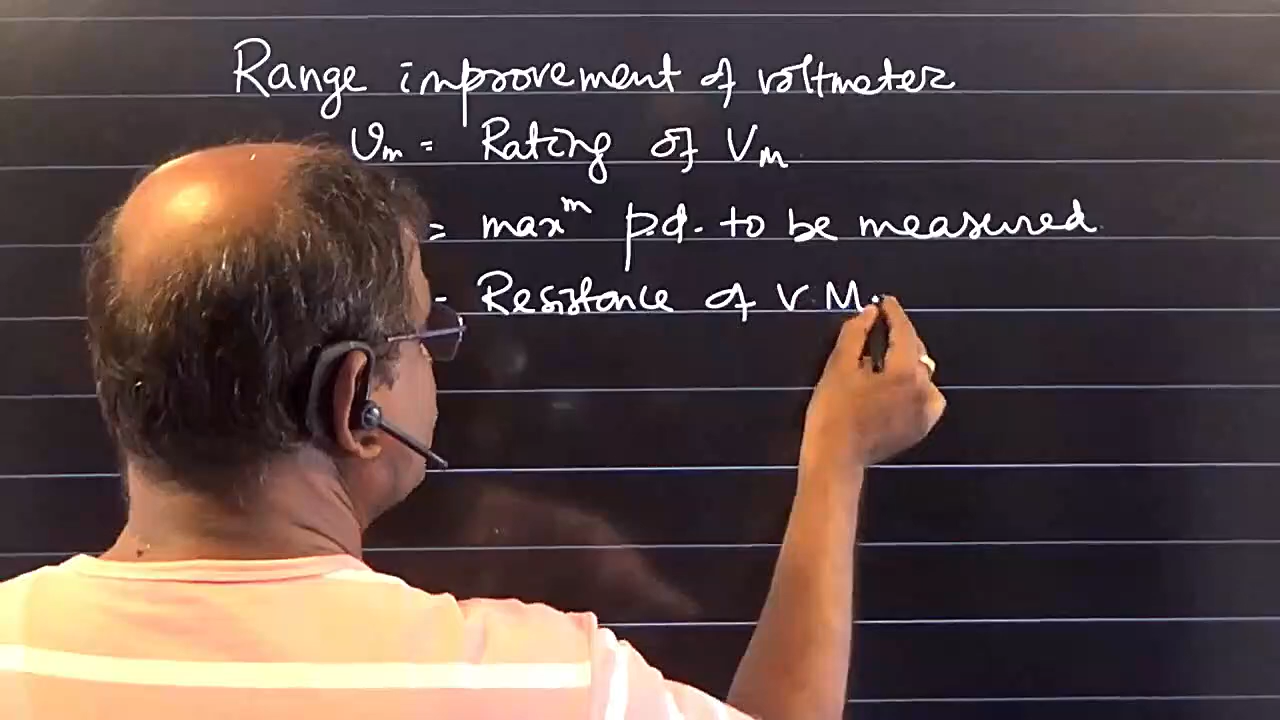 Range improvement of voltmeter
Vm = Rating of VM
= maxm p.d. to be measured
- Resistance of V.M.